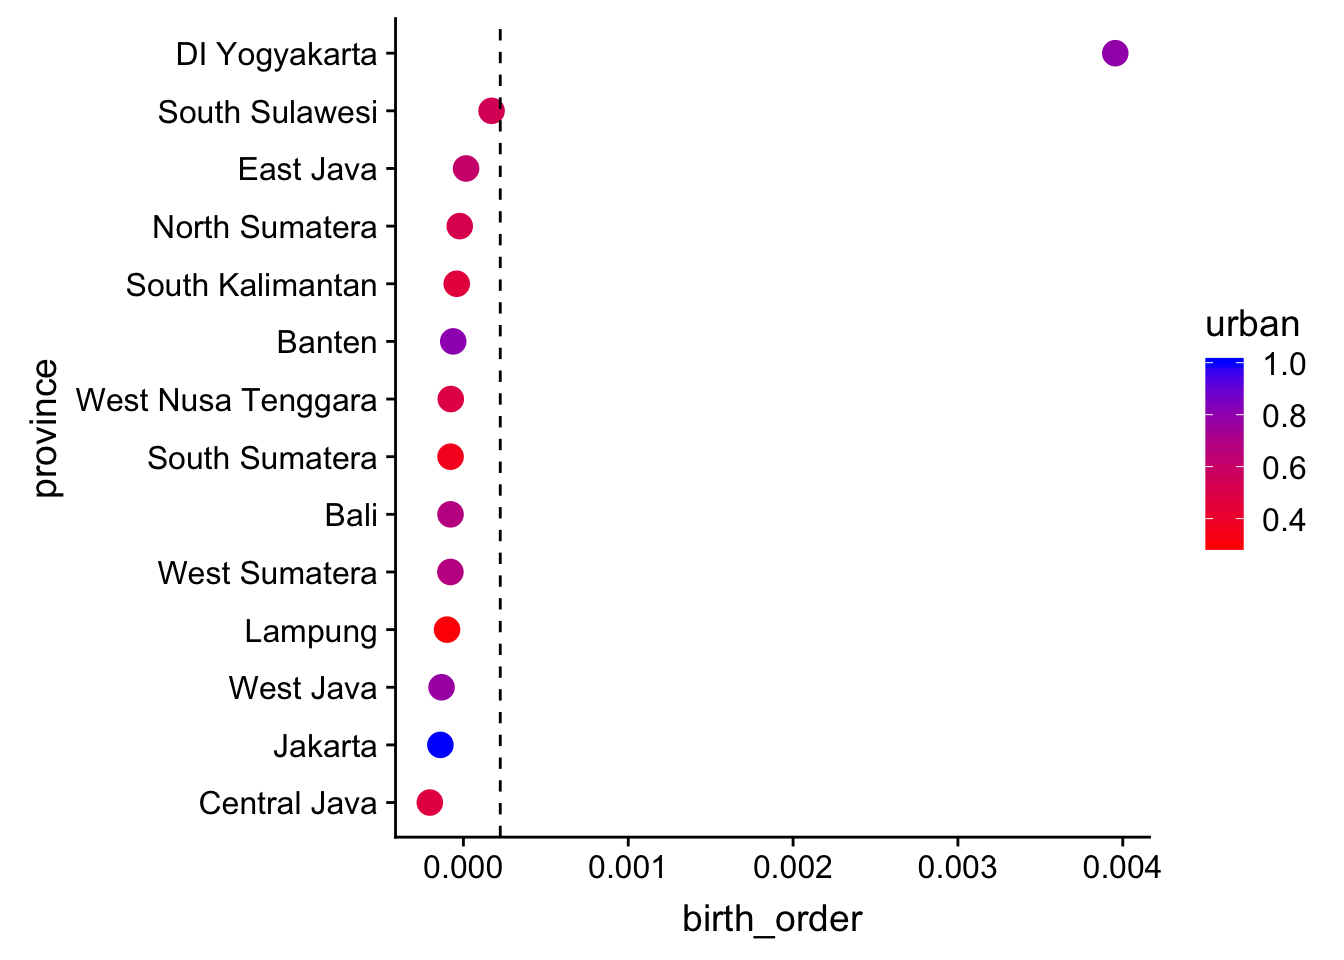 DI Yogyakarta
South Sulawesi
East Java
North Sumatera
South Kalimantan
Banten
West Nusa Tenggara
South Sumatera
Bali
West Sumatera
Lampung
West Java
Jakarta
Central Java
province
0.000 0.001 0.002 0.003 0.004
birth_order
urban
1.0
0.8
0.6
0.4